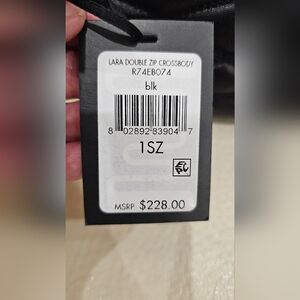 LARA DOUBLE ZIP CROSSBODY
R74EB074
blk
8 02892 83904 7
1SZ
MSRP $228.00